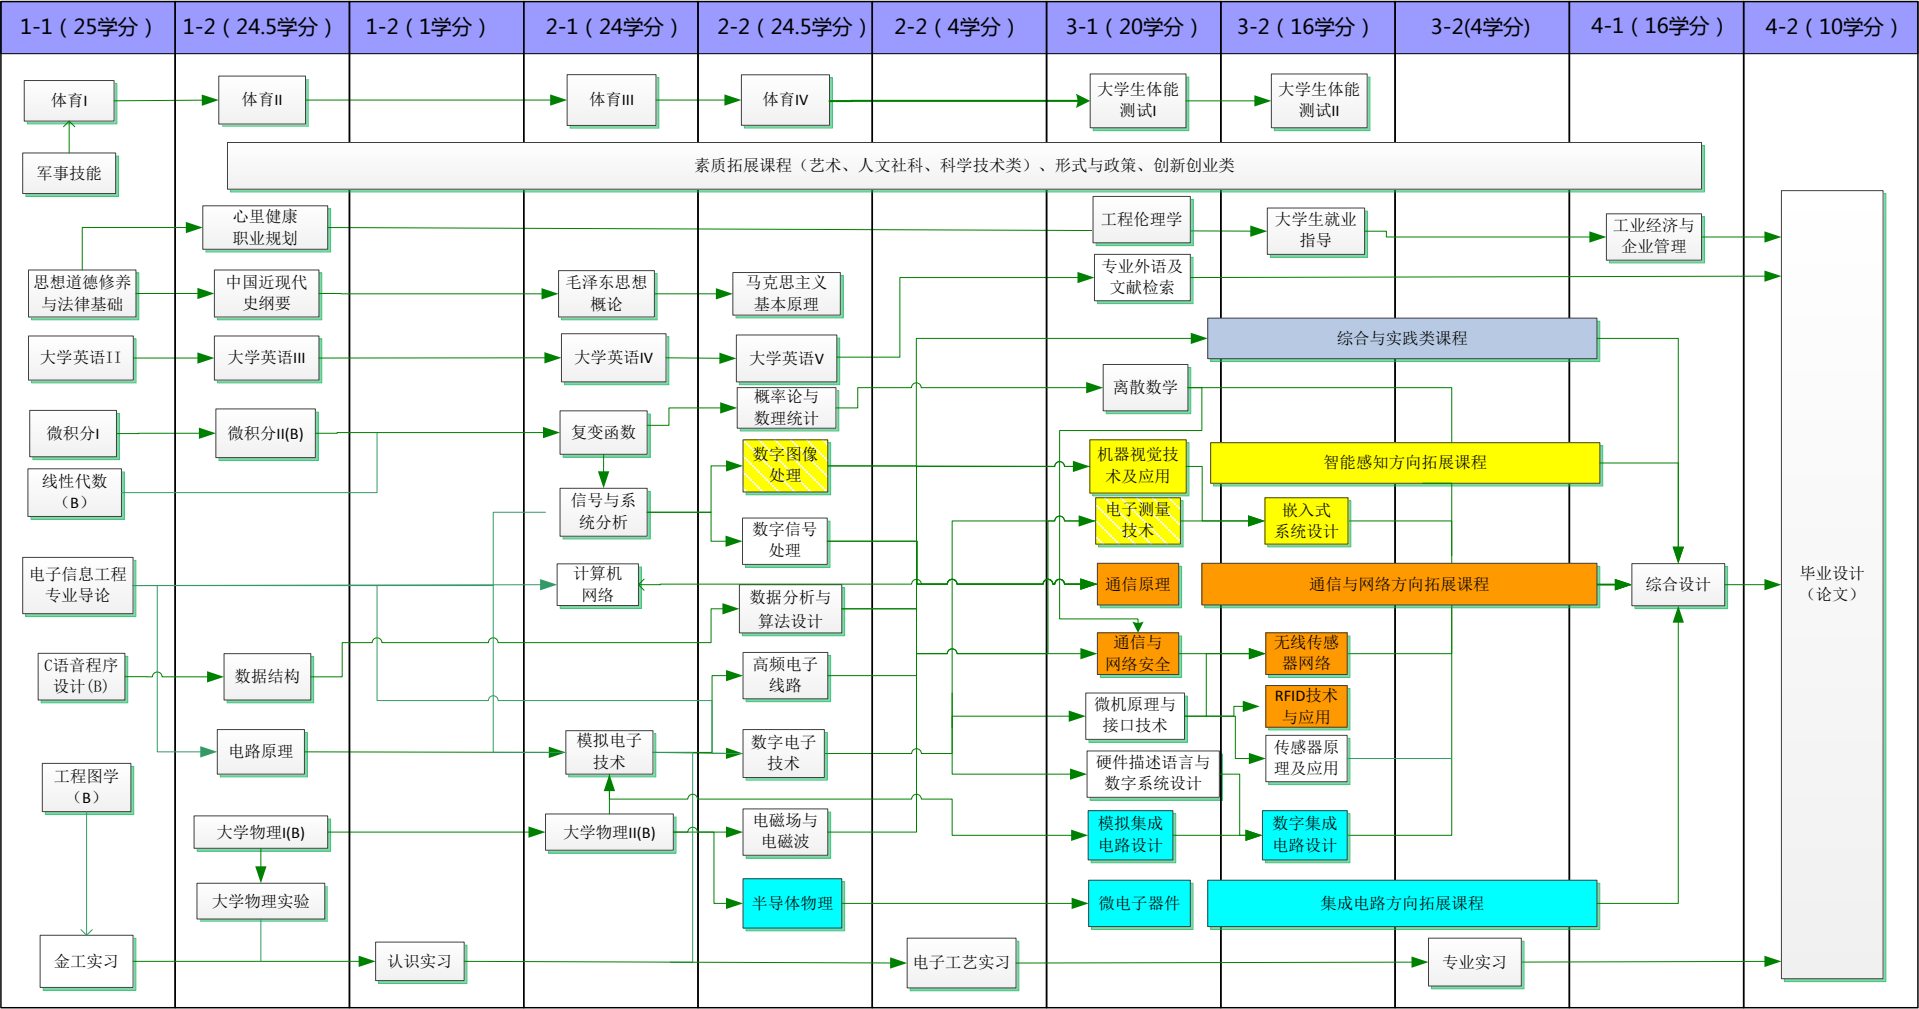 1-1（25学分）
1-2（24.5学分）
1-2（1学分）
2-1（24学分）
2-2（24.5学分）
2-2（4学分）
3-1（20学分）
3-2（16学分）
3-2(4学分)
4-1（16学分）
4-2（10学分）
体育I
体育II
体育III
体育IV
大学生体能
测试I
大学生体能
测试II
军事技能
素质拓展课程（艺术、人文社科、科学技术类）、形式与政策、创新创业类
心里健康
职业规划
工程伦理学
大学生就业
指导
工业经济与
企业管理
思想道德修养
与法律基础
中国近现代
史纲要
毛泽东思想
概论
马克思主义
基本原理
专业外语及
文献检索
大学英语II
大学英语III
大学英语IV
大学英语V
综合与实践类课程
微积分I
微积分II(B)
复变函数
概率论与
数理统计
离散数学
线性代数
（B）
信号与系
统分析
数字图像
处理
机器视觉技
术及应用
智能感知方向拓展课程
数字信号
处理
电子测量
技术
嵌入式
系统设计
电子信息工程
专业导论
计算机
网络
数据分析与
算法设计
通信原理
通信与网络方向拓展课程
综合设计
毕业设计
（论文）
C语音程序
设计(B)
数据结构
高频电子
线路
通信与
网络安全
无线传感
器网络
微机原理与
接口技术
RFID技术
与应用
电路原理
模拟电子
技术
数字电子
技术
硬件描述语言与
数字系统设计
传感器原
理及应用
工程图学
（B）
大学物理I(B)
大学物理II(B)
电磁场与
电磁波
模拟集成
电路设计
数字集成
电路设计
大学物理实验
半导体物理
微电子器件
集成电路方向拓展课程
金工实习
认识实习
电子工艺实习
专业实习